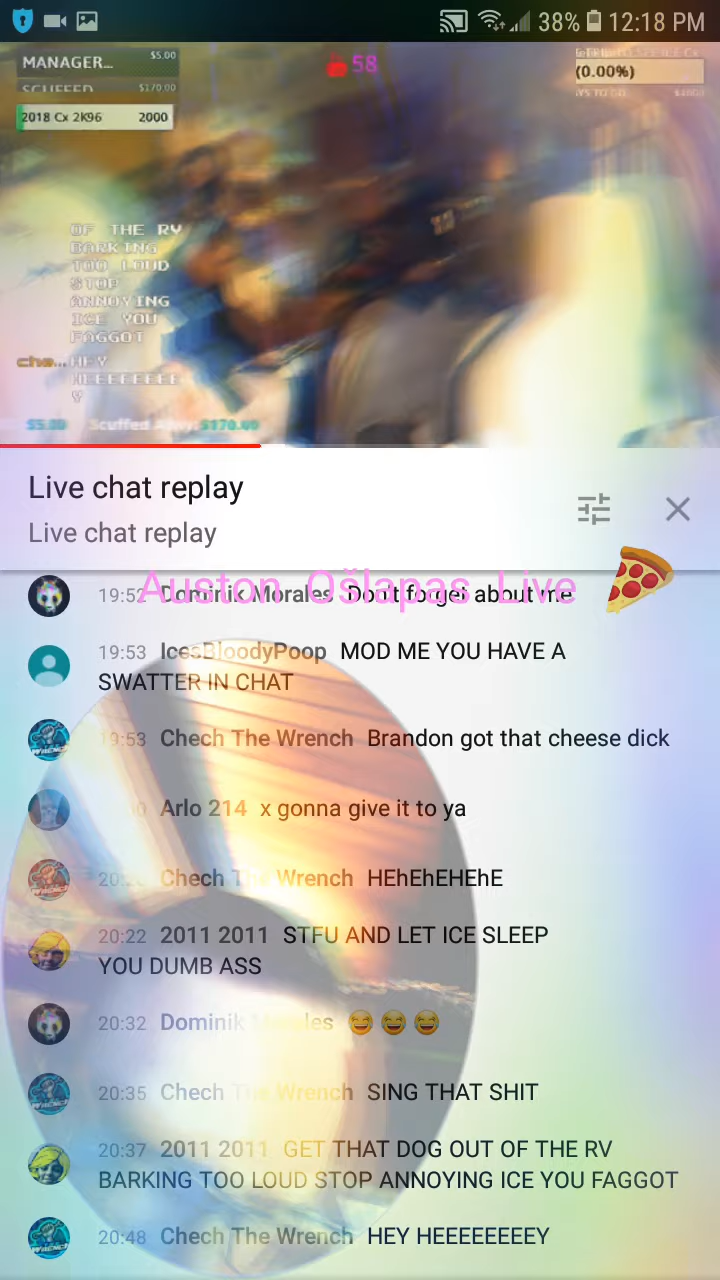 38% 12:18 PM
MANAGER... $5.00
SCUFFED $170.00
2018 Cx 2K96 2000
58
(0.00%)
OF THE RV
BARKING
TOO LOUD
STOP
ANNOYING
ICE YOU
FAGGOT
che... HEY
HEEEEEEEE
Y
$5.00 Scuffed $170.00
Live chat replay
Live chat replay
Auston Ošlapas Live
19:52 Dominik Morales Don't forget about me
19:53 IcesBloodyPoop MOD ME YOU HAVE A
SWATTER IN CHAT
19:53 Chech The Wrench Brandon got that cheese dick
Arlo 214 x gonna give it to ya
Chech The Wrench HEhEhEHEhE
20:22 2011 2011 STFU AND LET ICE SLEEP
YOU DUMB ASS
20:32 Dominik Morales
20:35 Chech The Wrench SING THAT SHIT
20:37 2011 2011 GET THAT DOG OUT OF THE RV
BARKING TOO LOUD STOP ANNOYING ICE YOU FAGGOT
20:48 Chech The Wrench HEY HEEEEEEEEY